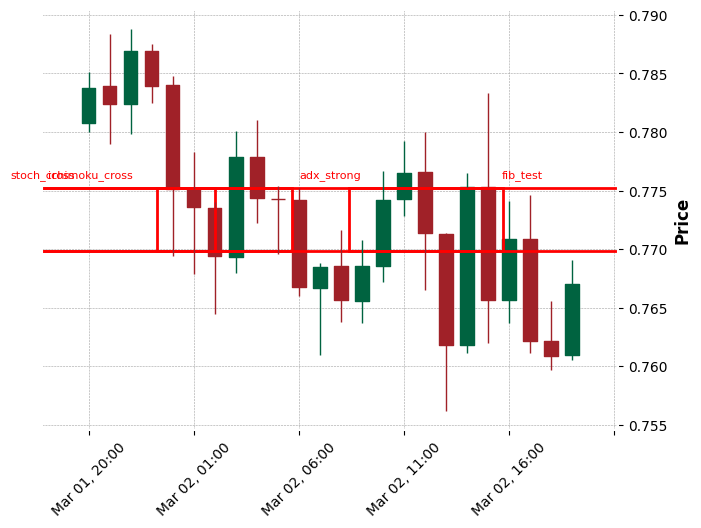 0.790
0.785
0.780
stoch_cross
ichimoku_cross
adx_strong
fib_test
0.775
0.770
0.765
0.760
0.755
Price
Mar 01, 20:00
Mar 02, 01:00
Mar 02, 06:00
Mar 02, 11:00
Mar 02, 16:00